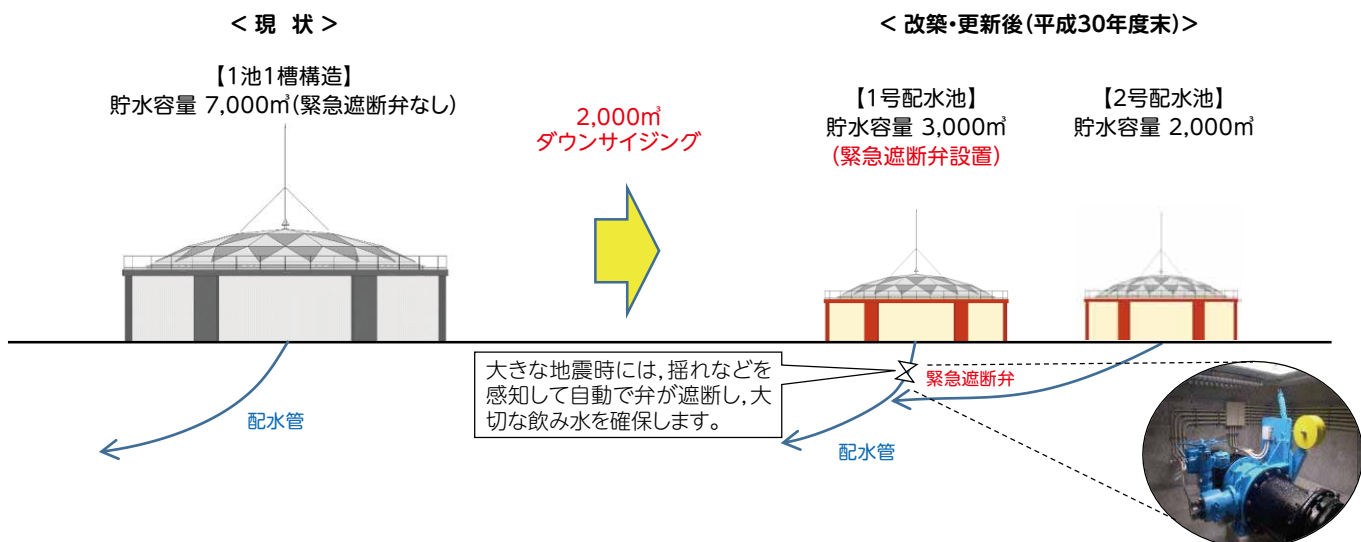 < 現 状 >
【1池1槽構造】
貯水容量 7,000㎥(緊急遮断弁なし)
2,000㎥
ダウンサイジング
< 改築・更新後(平成30年度末)>
【1号配水池】
貯水容量 3,000㎥
(緊急遮断弁設置)
【2号配水池】
貯水容量 2,000㎥
大きな地震時には,揺れなどを
感知して自動で弁が遮断し,大
切な飲み水を確保します。
緊急遮断弁
配水管
配水管